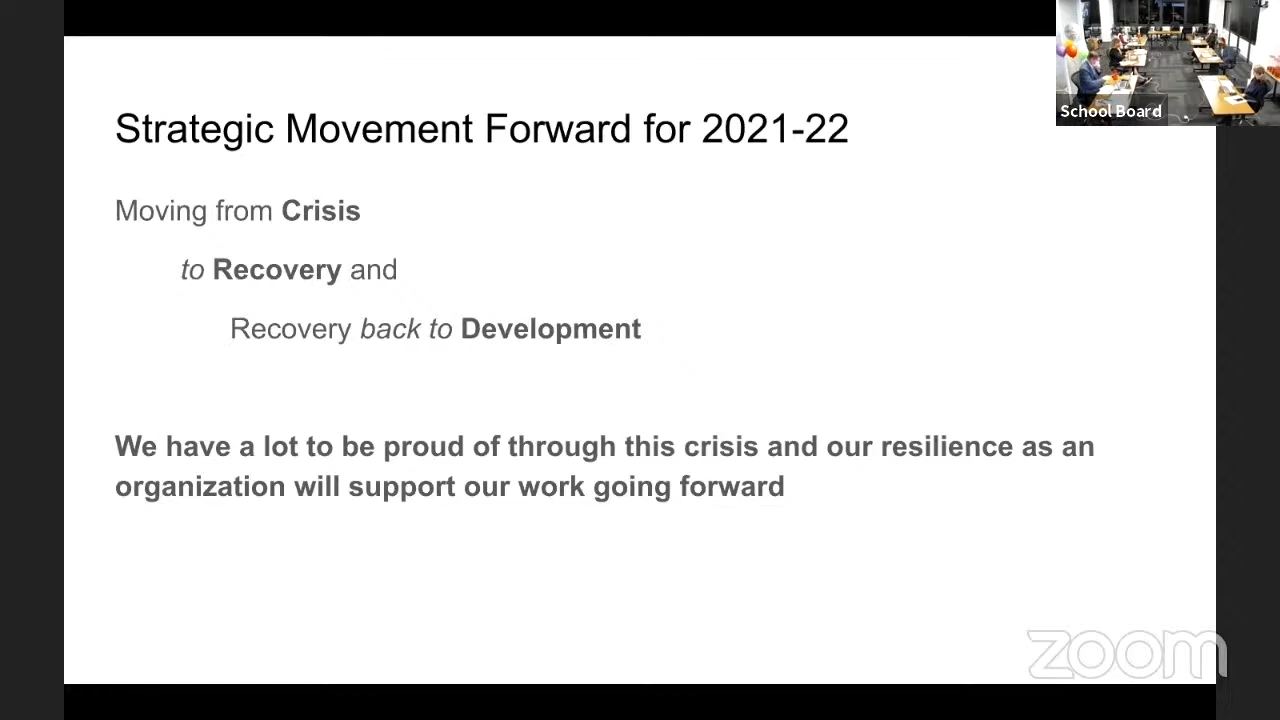 School Board
Strategic Movement Forward for 2021-22
Moving from Crisis
to Recovery and
Recovery back to Development
We have a lot to be proud of through this crisis and our resilience as an
organization will support our work going forward
zoom